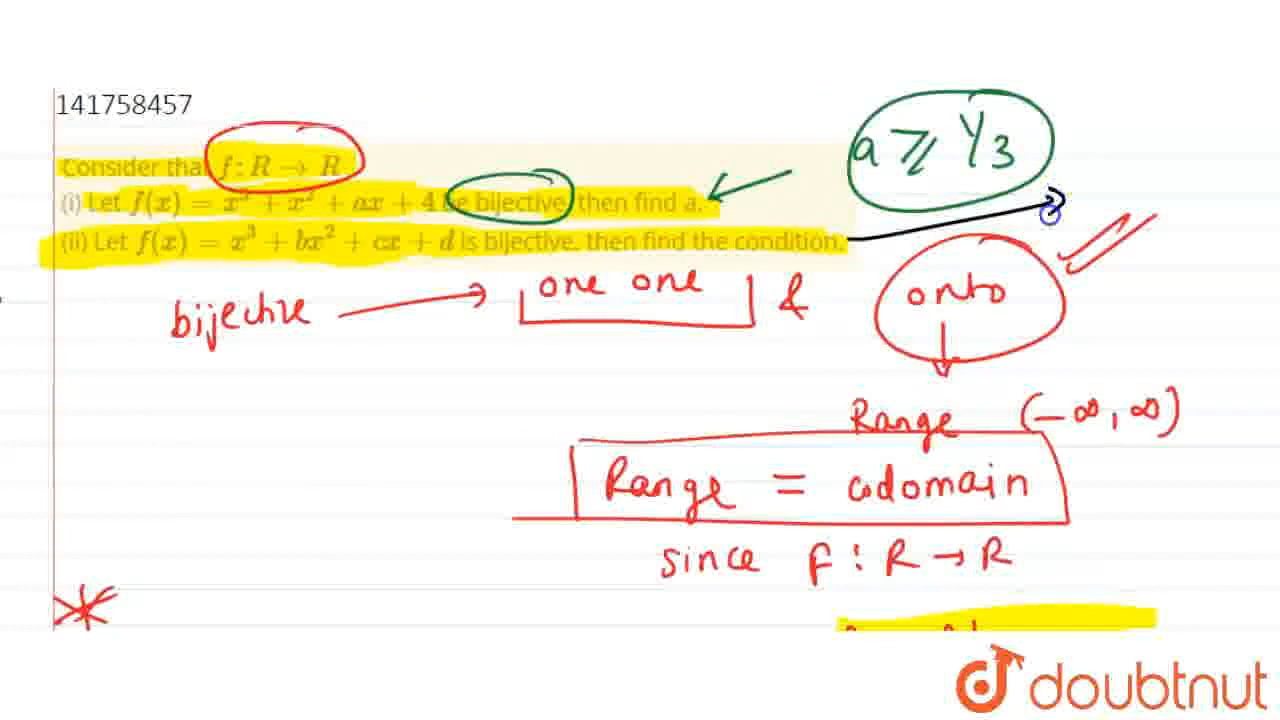 141758457
Consider that f : R → R
(i) Let f(x) = x³ + x² + ax + 4 be bijective, then find a.
(ii) Let f(x) = x³ + bx² + cx + d is bijective, then find the condition.
a ⩾ 1/3
bijective → one one & onto
Range (-∞, ∞)
Range = codomain
since f : R → R
doubtnut